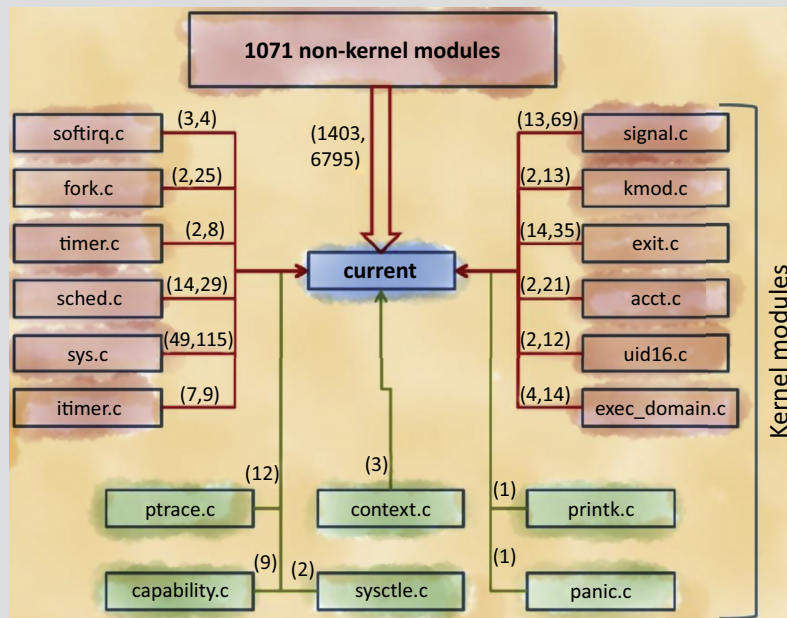 1071 non-kernel modules
(1403,
6795)
softirq.c
(3,4)
fork.c
(2,25)
timer.c
(2,8)
sched.c
(14,29)
sys.c
(49,115)
itimer.c
(7,9)
current
(13,69)
signal.c
(2,13)
kmod.c
(14,35)
exit.c
(2,21)
acct.c
(2,12)
uid16.c
(4,14)
exec_domain.c
Kernel modules
(12)
ptrace.c
(3)
context.c
(1)
printk.c
(9)
capability.c
(2)
sysctle.c
(1)
panic.c